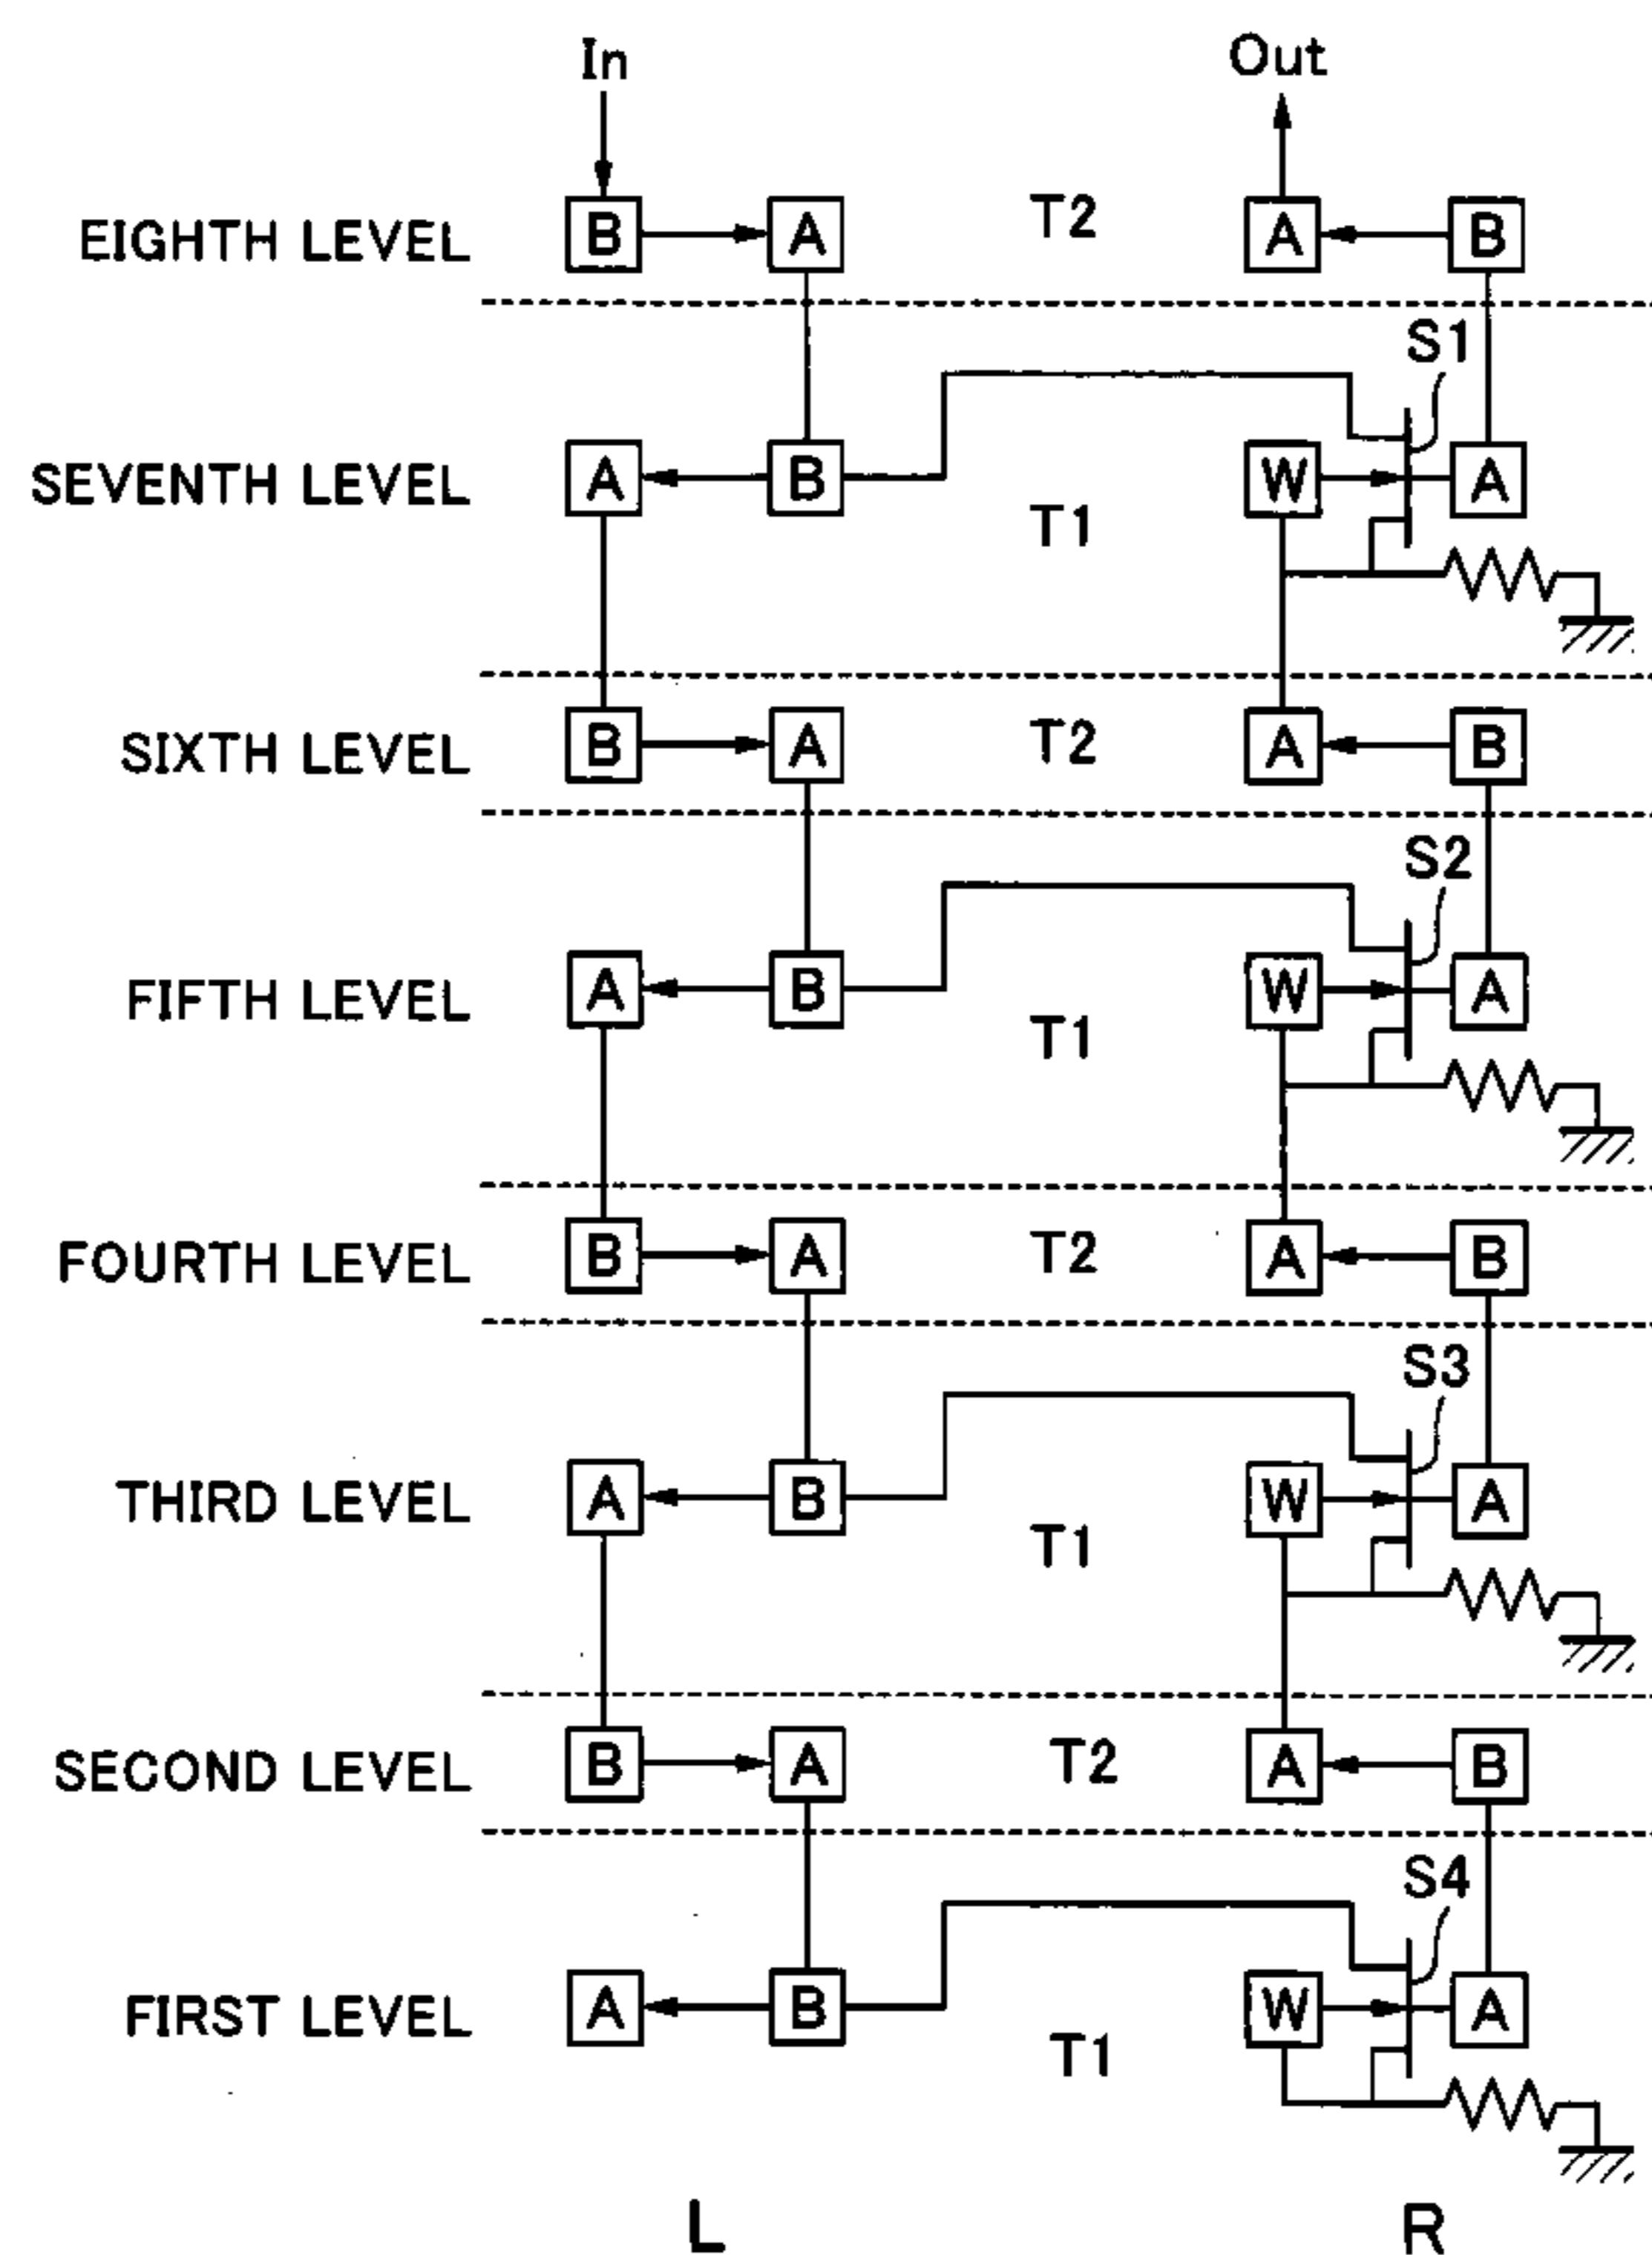 In Out
EIGHTH LEVEL B A T2 A B
S1
SEVENTH LEVEL A B W A
T1
SIXTH LEVEL B A T2 A B
S2
FIFTH LEVEL A B W A
T1
FOURTH LEVEL B A T2 A B
S3
THIRD LEVEL A B W A
T1
SECOND LEVEL B A T2 A B
S4
FIRST LEVEL A B W A
T1
L R